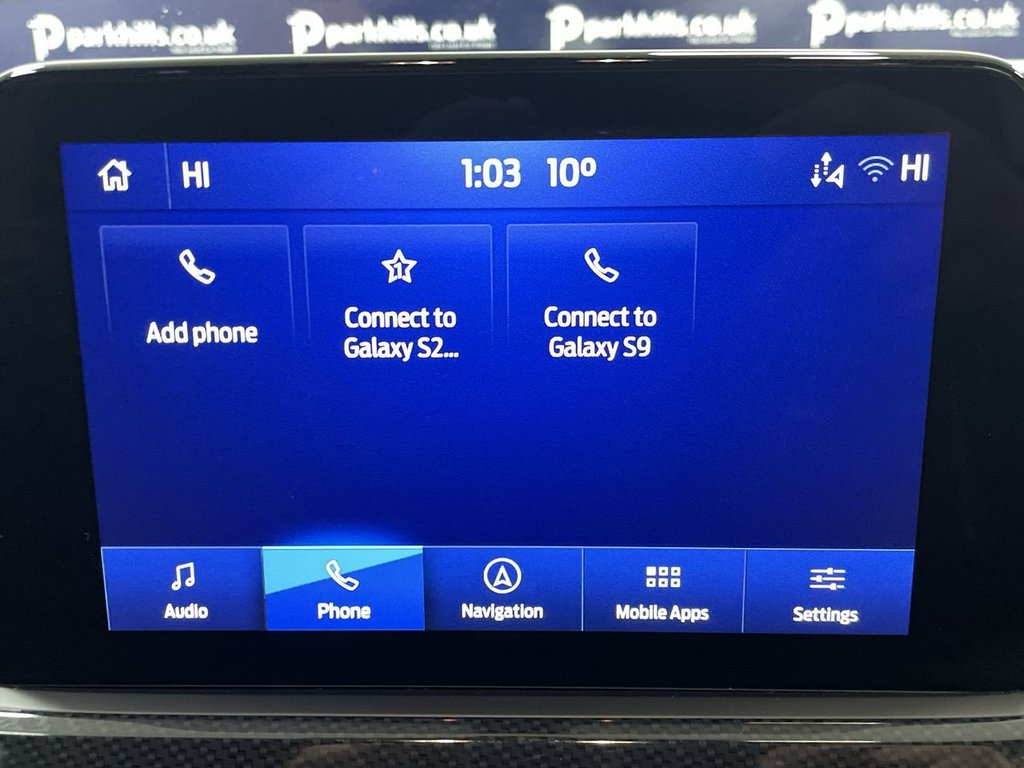 parkhills.co.uk parkhills.co.uk parkhills.co.uk parkhills.co.uk
HI 1:03 10º HI
Add phone
1
Connect to
Galaxy S2...
Connect to
Galaxy S9
Audio
Phone
Navigation
Mobile Apps
Settings